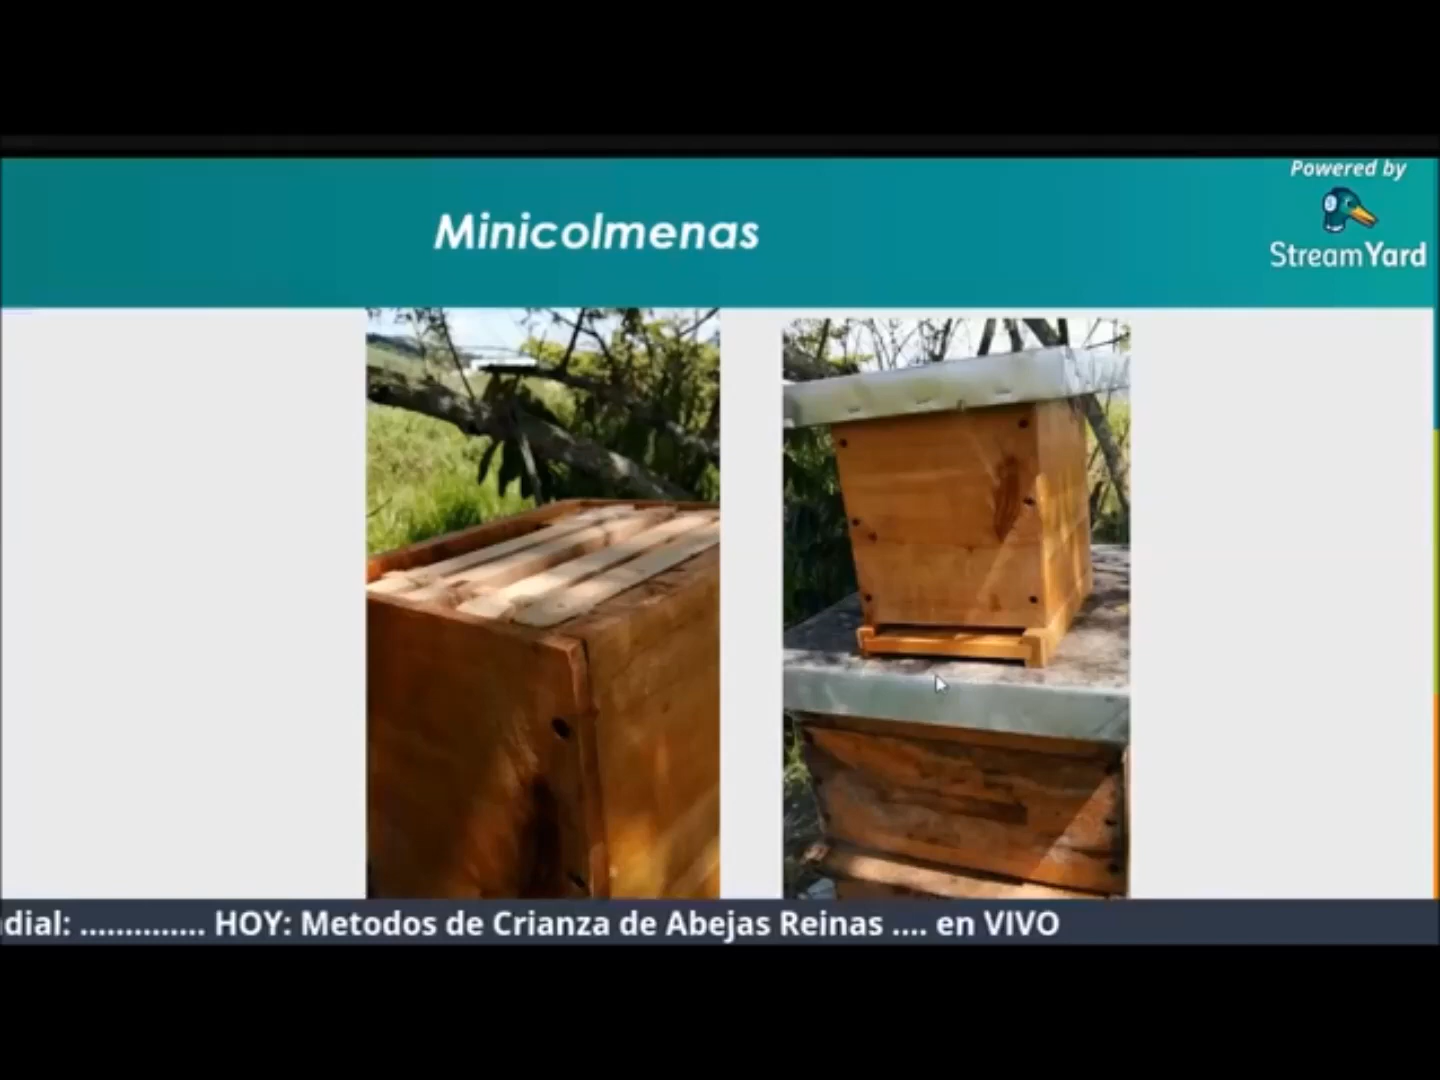 Powered by
Minicolmenas
StreamYard
dial: .............. HOY: Metodos de Crianza de Abejas Reinas .... en VIVO